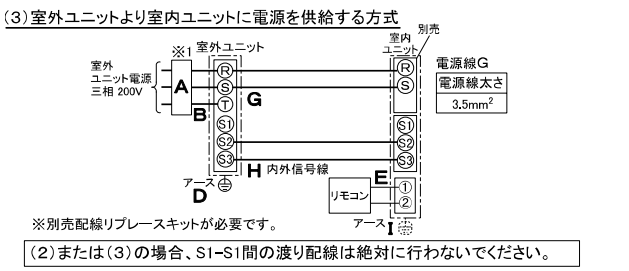 (3)室外ユニットより室内ユニットに電源を供給する方式
※1 室外ユニット
室内
ユニット
別売
室外
ユニット電源
三相 200V
A
B
R
S
T
S1
S2
S3
G
H 内外信号線
アース
D
R
S
S1
S2
S3
E
リモコン
①
②
アース I
電源線G
電源線太さ
3.5mm²
※別売配線リプレースキットが必要です。
(2)または(3)の場合、S1-S1間の渡り配線は絶対に行わないでください。